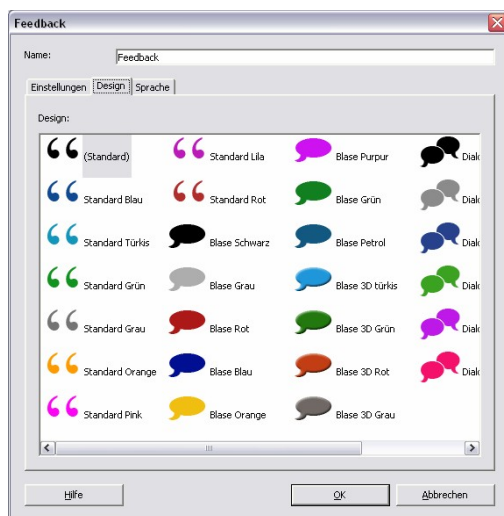 Feedback
Name: Feedback
Einstellungen Design Sprache
Design:
(Standard) Standard Lila Blase Purpur
Standard Blau Standard Rot Blase Grün
Standard Türkis Blase Schwarz Blase Petrol
Standard Grün Blase Grau Blase 3D türkis
Standard Grau Blase Rot Blase 3D Grün
Standard Orange Blase Blau Blase 3D Rot
Standard Pink Blase Orange Blase 3D Grau
Hilfe OK Abbrechen